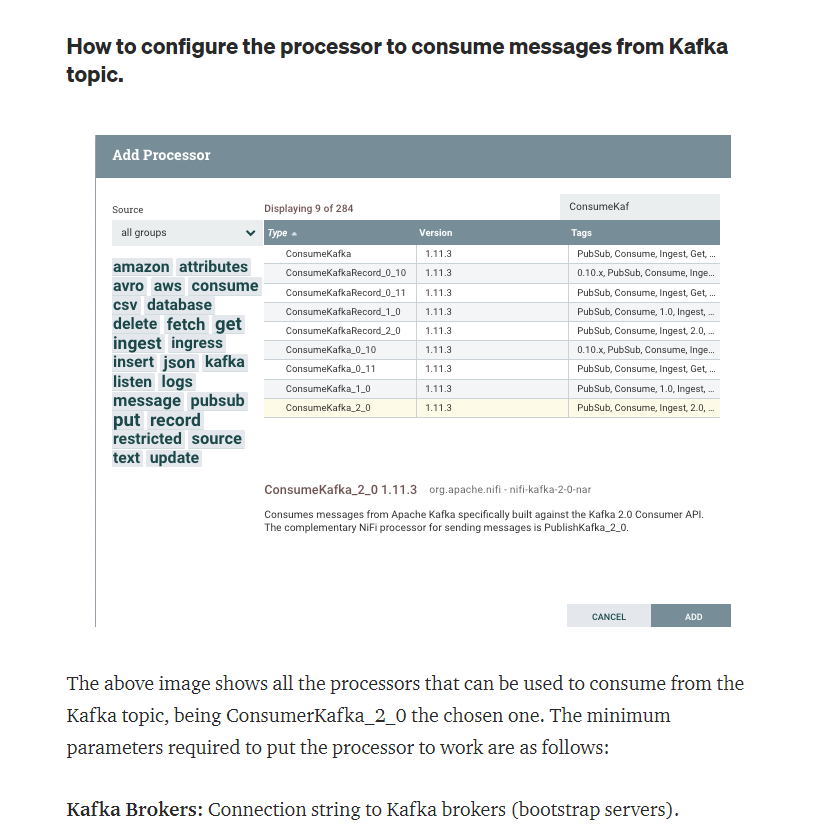 How to configure the processor to consume messages from Kafka
topic.
Add Processor
Source
Displaying 9 of 284
ConsumeKaf
all groups
Type
Version
Tags
ConsumeKafka 1.11.3 PubSub, Consume, Ingest, Get, ...
ConsumeKafkaRecord_0_10 1.11.3 0.10.x, PubSub, Consume, Inge...
ConsumeKafkaRecord_0_11 1.11.3 PubSub, Consume, Ingest, Get, ...
ConsumeKafkaRecord_1_0 1.11.3 PubSub, Consume, 1.0, Ingest, ...
ConsumeKafkaRecord_2_0 1.11.3 PubSub, Consume, Ingest, 2.0, ...
ConsumeKafka_0_10 1.11.3 0.10.x, PubSub, Consume, Inge...
ConsumeKafka_0_11 1.11.3 PubSub, Consume, Ingest, Get, ...
ConsumeKafka_1_0 1.11.3 PubSub, Consume, 1.0, Ingest, ...
ConsumeKafka_2_0 1.11.3 PubSub, Consume, Ingest, 2.0, ...
amazon attributes
avro aws consume
csv database
delete fetch get
ingest ingress
insert json kafka
listen logs
message pubsub
put record
restricted source
text update
ConsumeKafka_2_0 1.11.3 org.apache.nifi - nifi-kafka-2-0-nar
Consumes messages from Apache Kafka specifically built against the Kafka 2.0 Consumer API.
The complementary NiFi processor for sending messages is PublishKafka_2_0.
CANCEL
ADD
The above image shows all the processors that can be used to consume from the
Kafka topic, being ConsumerKafka_2_0 the chosen one. The minimum
parameters required to put the processor to work are as follows:
Kafka Brokers: Connection string to Kafka brokers (bootstrap servers).